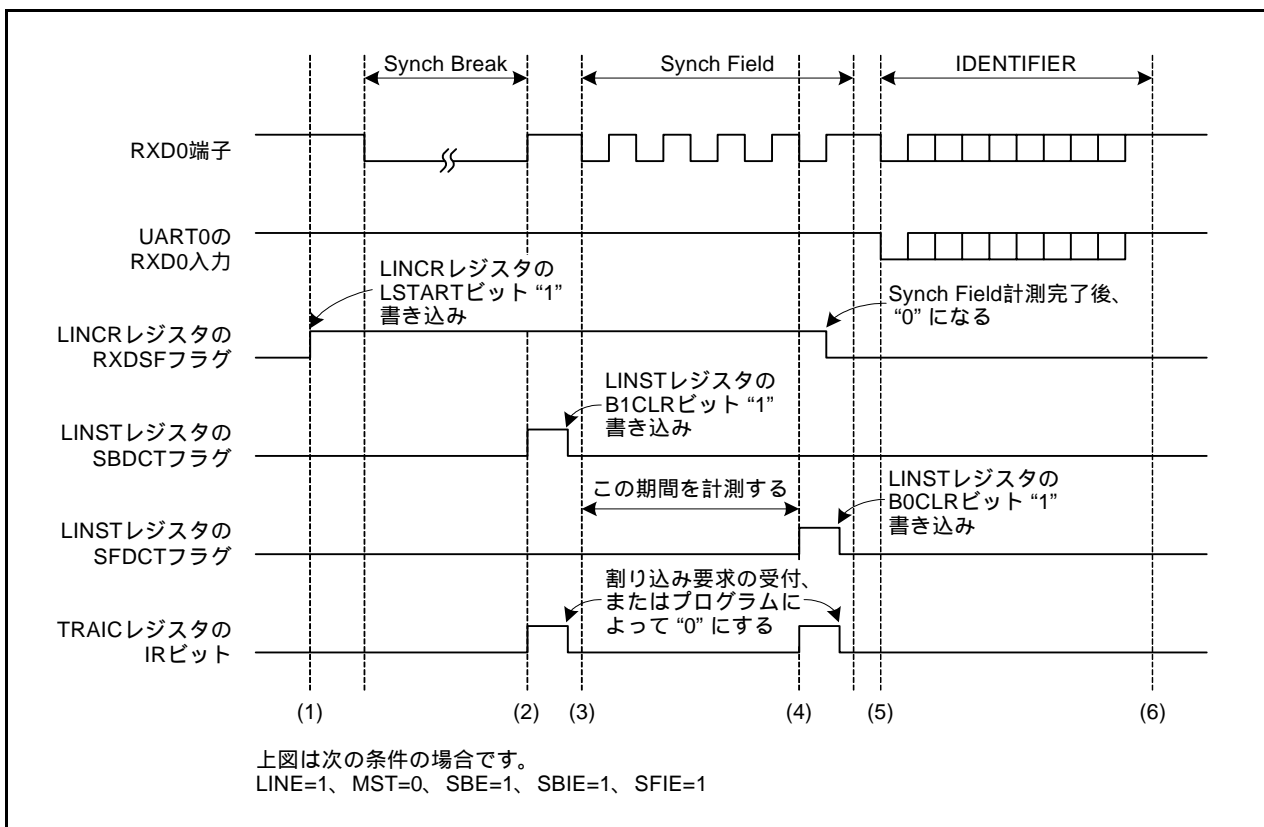 Synch Break
Synch Field
IDENTIFIER
RXD0端子
UART0の
RXD0入力
LINCRレジスタの
LSTARTビット “1”
書き込み
Synch Field計測完了後、
“0” になる
LINCRレジスタの
RXDSFフラグ
LINSTレジスタの
B1CLRビット “1”
書き込み
LINSTレジスタの
SBDCTフラグ
この期間を計測する
LINSTレジスタの
B0CLRビット “1”
書き込み
LINSTレジスタの
SFDCTフラグ
割り込み要求の受付、
またはプログラムに
よって “0” にする
TRAICレジスタの
IRビット
(1)
(2)
(3)
(4)
(5)
(6)
上図は次の条件の場合です。
LINE=1、MST=0、SBE=1、SBIE=1、SFIE=1